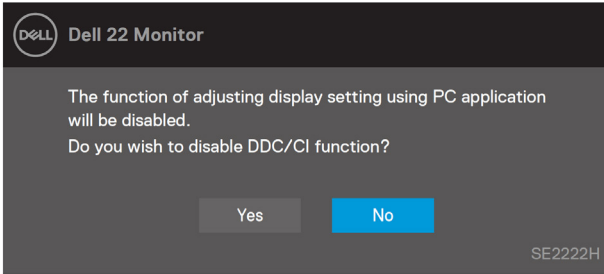 DELL Dell 22 Monitor
The function of adjusting display setting using PC application
will be disabled.
Do you wish to disable DDC/CI function?
Yes No
SE2222H